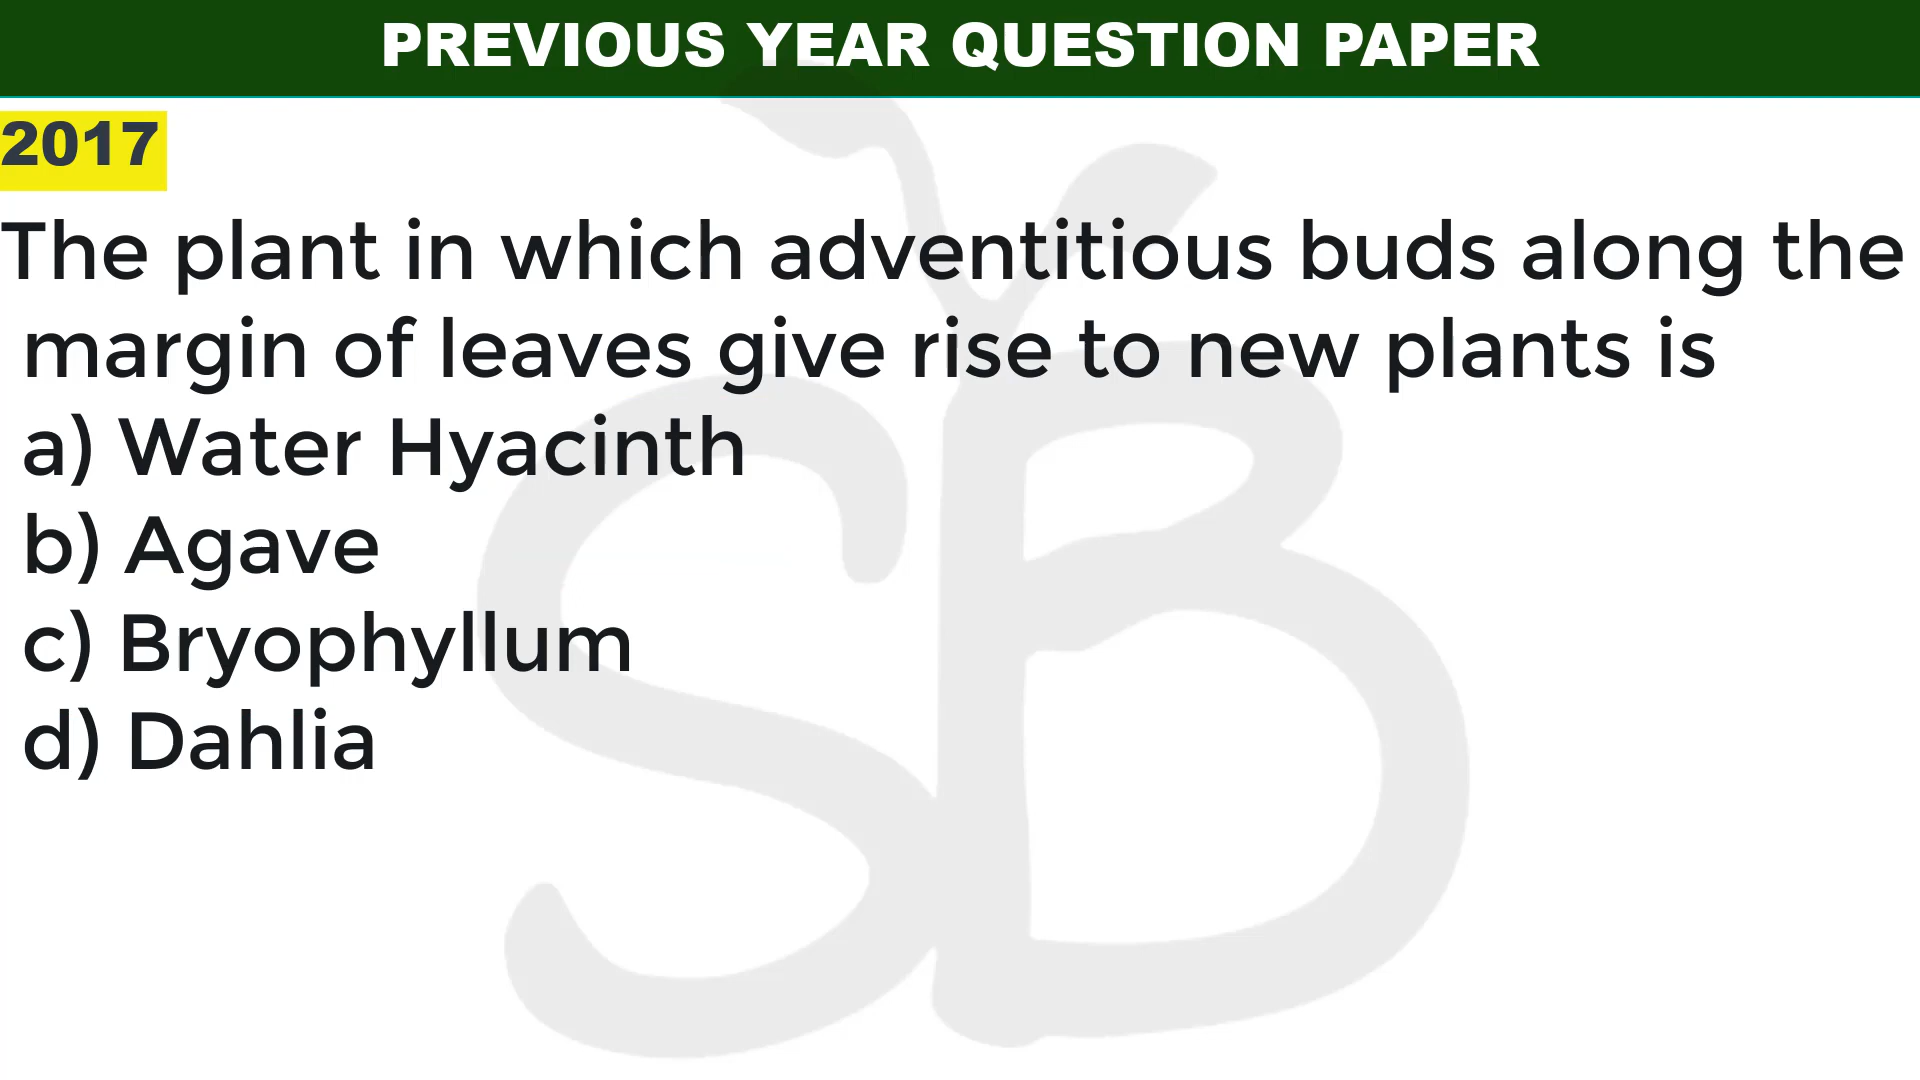 PREVIOUS YEAR QUESTION PAPER
2017
The plant in which adventitious buds along the
margin of leaves give rise to new plants is
a) Water Hyacinth
b) Agave
c) Bryophyllum
d) Dahlia
SB